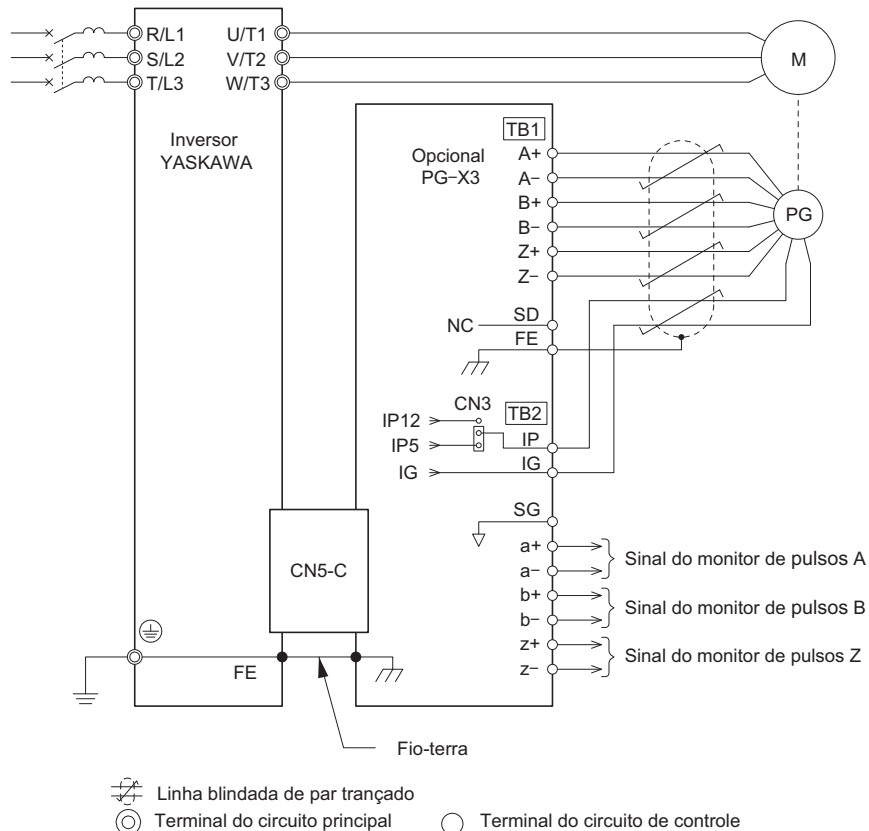 R/L1 U/T1
S/L2 V/T2
T/L3 W/T3
M
Inversor
YASKAWA
Opcional
PG-X3
TB1
A+
A-
B+
B-
Z+
Z-
PG
NC
SD
FE
CN3
TB2
IP12
IP5
IP
IG
IG
SG
CN5-C
a+
a-
Sinal do monitor de pulsos A
b+
b-
Sinal do monitor de pulsos B
z+
z-
Sinal do monitor de pulsos Z
FE
Fio-terra
Linha blindada de par trançado
Terminal do circuito principal
Terminal do circuito de controle